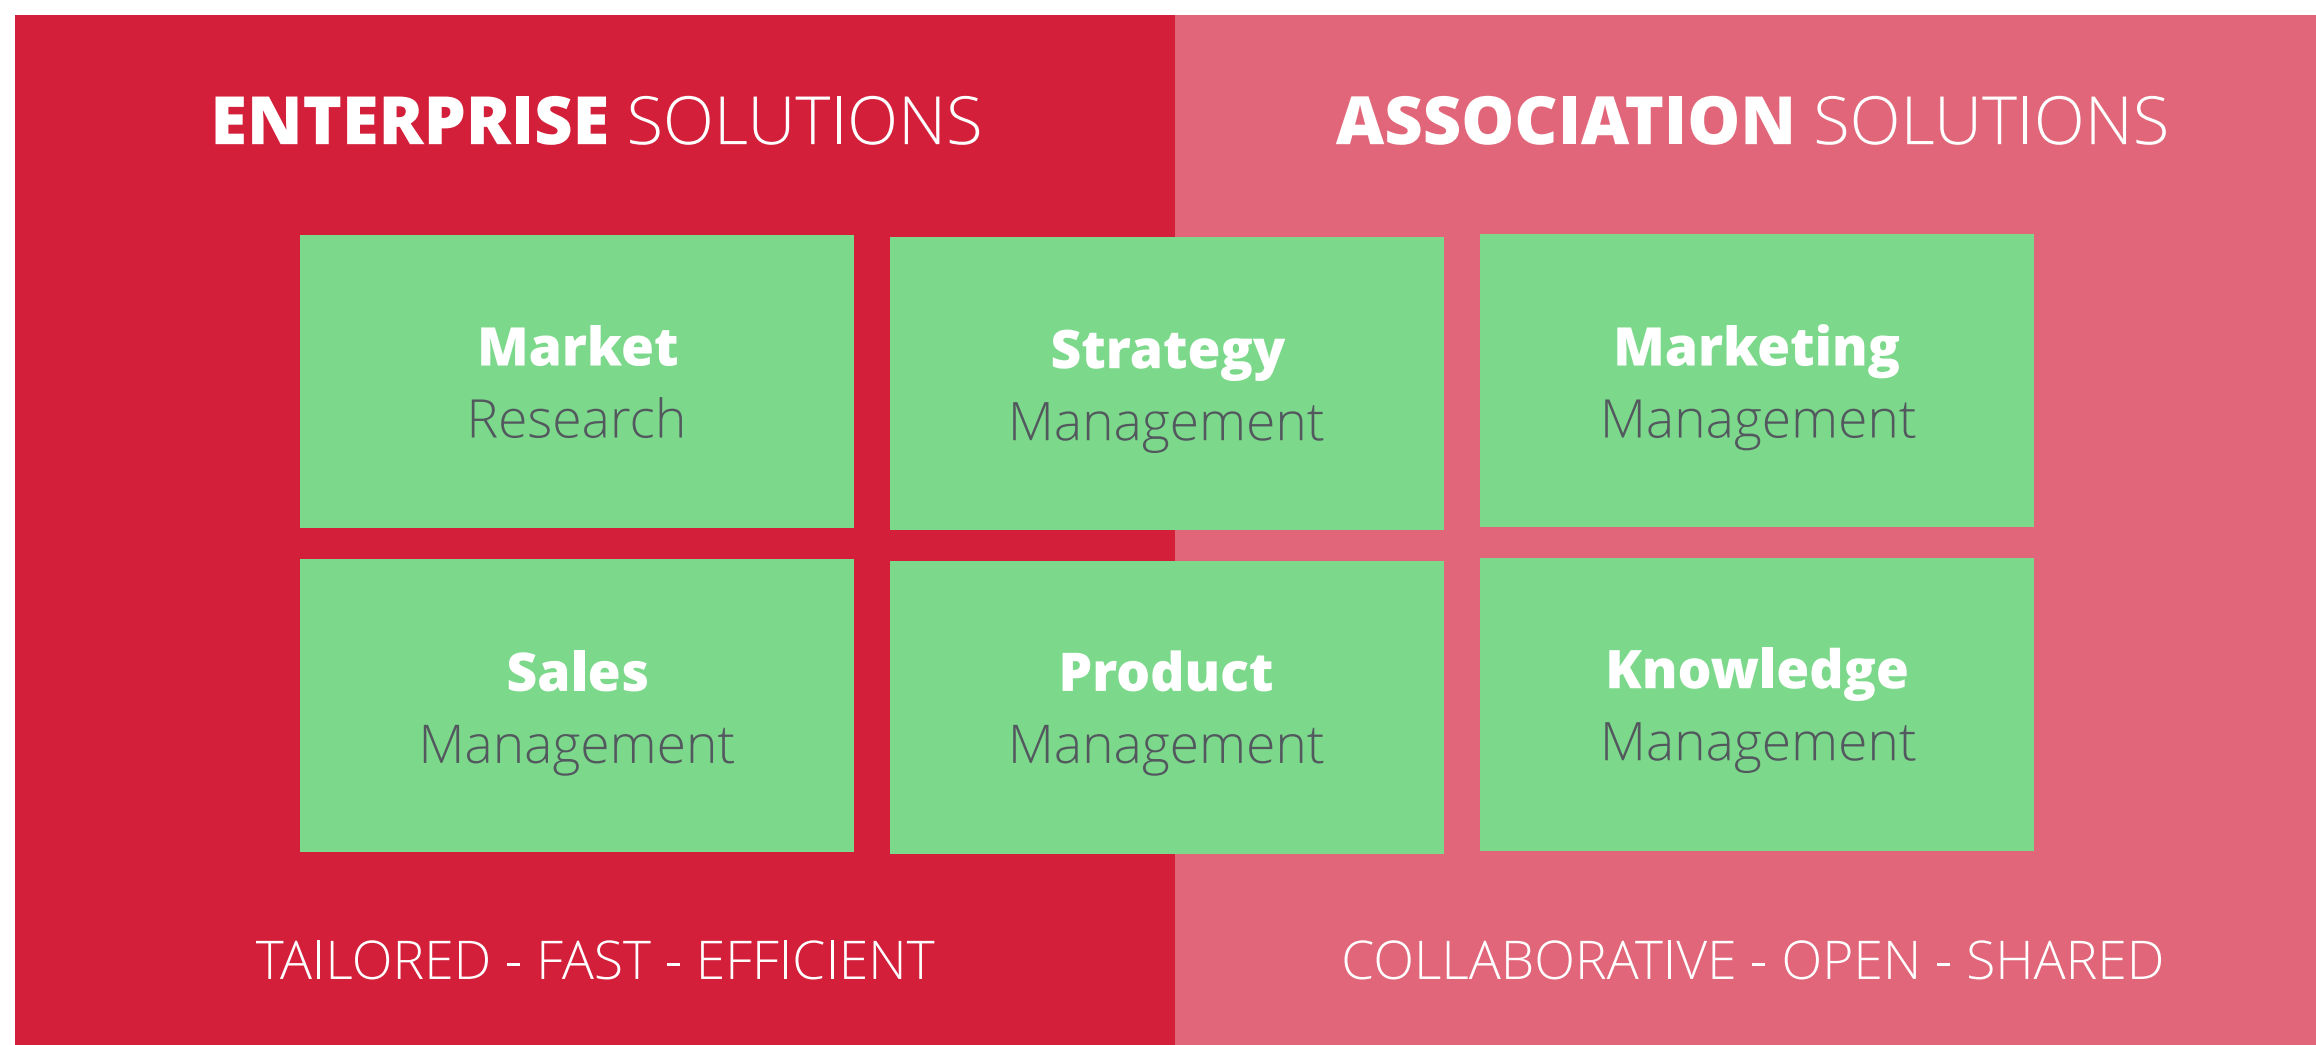 ENTERPRISE SOLUTIONS
ASSOCIATION SOLUTIONS
Market
Research
Strategy
Management
Marketing
Management
Sales
Management
Product
Management
Knowledge
Management
TAILORED - FAST - EFFICIENT
COLLABORATIVE - OPEN - SHARED